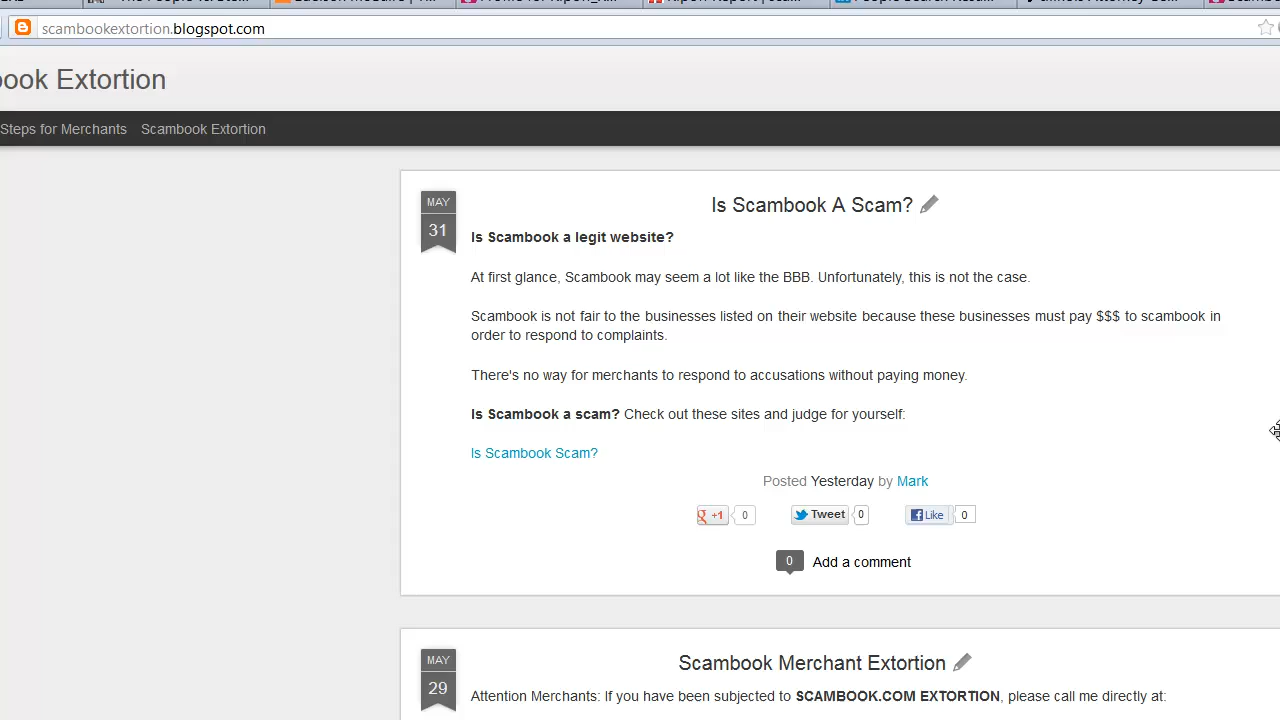 scambookextortion.blogspot.com
ook Extortion
Steps for Merchants Scambook Extortion
MAY
31
Is Scambook A Scam?
Is Scambook a legit website?
At first glance, Scambook may seem a lot like the BBB. Unfortunately, this is not the case.
Scambook is not fair to the businesses listed on their website because these businesses must pay $$$ to scambook in
order to respond to complaints.
There's no way for merchants to respond to accusations without paying money.
Is Scambook a scam? Check out these sites and judge for yourself:
Is Scambook Scam?
Posted Yesterday by Mark
+1 0 Tweet 0 Like 0
0 Add a comment
MAY
29
Scambook Merchant Extortion
Attention Merchants: If you have been subjected to SCAMBOOK.COM EXTORTION, please call me directly at: